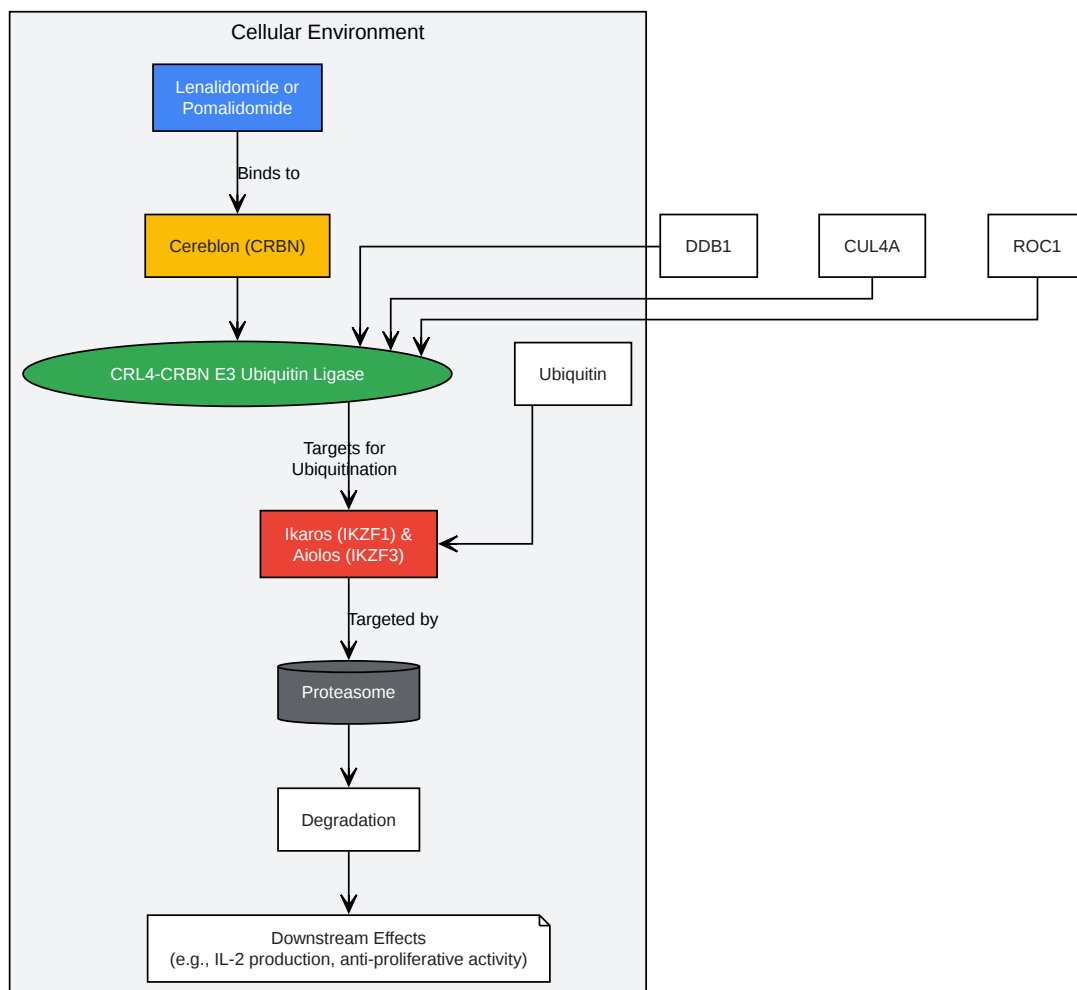 Cellular Environment
Lenalidomide or
Pomalidomide
Binds to
Cereblon (CRBN)
DDB1
CUL4A
ROC1
CRL4-CRBN E3 Ubiquitin Ligase
Ubiquitin
Targets for
Ubiquitination
Ikaros (IKZF1) &
Aiolos (IKZF3)
Targeted by
Proteasome
Degradation
Downstream Effects
(e.g., IL-2 production, anti-proliferative activity)